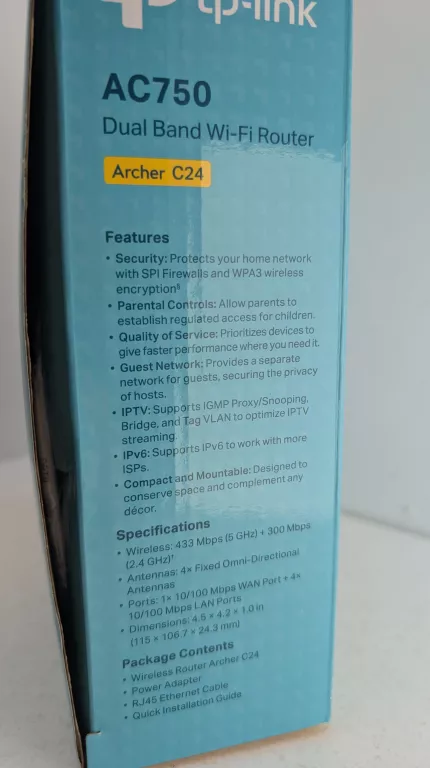 tp-link
AC750
Dual Band Wi-Fi Router
Archer C24
Features
• Security: Protects your home network
with SPI Firewalls and WPA3 wireless
encryption§
• Parental Controls: Allow parents to
establish regulated access for children.
• Quality of Service: Prioritizes devices to
give faster performance where you need it.
• Guest Network: Provides a separate
network for guests, securing the privacy
of hosts.
• IPTV: Supports IGMP Proxy/Snooping,
Bridge, and Tag VLAN to optimize IPTV
streaming.
• IPv6: Supports IPv6 to work with more
ISPs.
• Compact and Mountable: Designed to
conserve space and complement any
décor.
Specifications
• Wireless: 433 Mbps (5 GHz) + 300 Mbps
(2.4 GHz)†
• Antennas: 4× Fixed Omni-Directional
Antennas
• Ports: 1× 10/100 Mbps WAN Port + 4×
10/100 Mbps LAN Ports
• Dimensions: 4.5 × 4.2 × 1.0 in
(115 × 106.7 × 24.3 mm)
Package Contents
• Wireless Router Archer C24
• Power Adapter
• RJ45 Ethernet Cable
• Quick Installation Guide